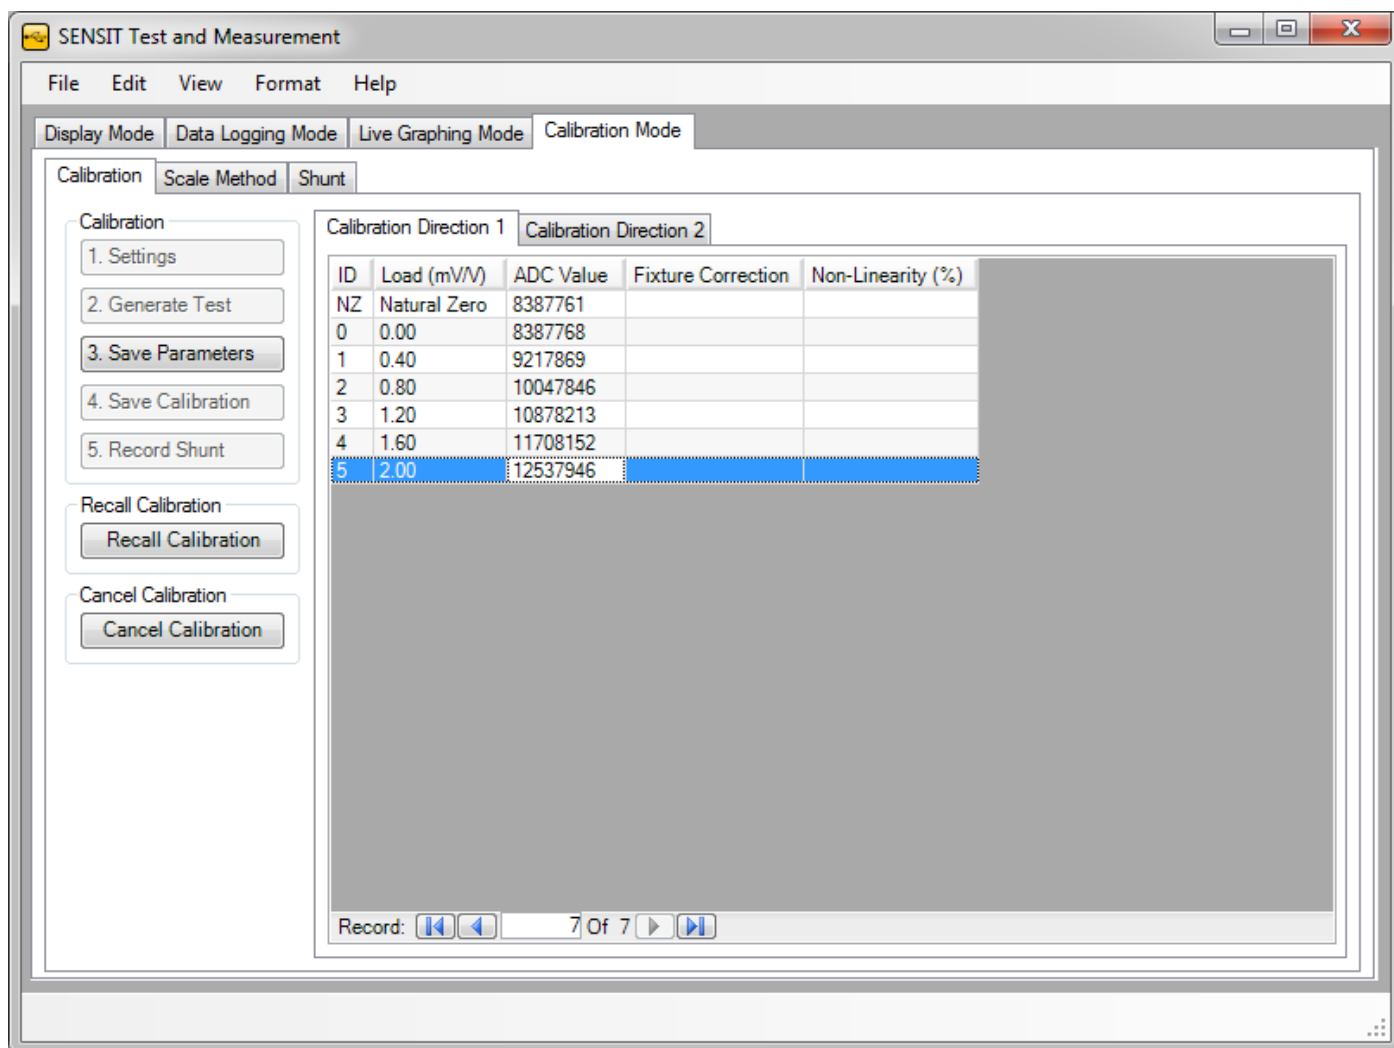 SENSIT Test and Measurement
File Edit View Format Help
Display Mode Data Logging Mode Live Graphing Mode Calibration Mode
Calibration Scale Method Shunt
Calibration
1. Settings
2. Generate Test
3. Save Parameters
4. Save Calibration
5. Record Shunt
Recall Calibration
Recall Calibration
Cancel Calibration
Cancel Calibration
Calibration Direction 1 Calibration Direction 2
ID Load (mV/V) ADC Value Fixture Correction Non-Linearity (%)
NZ Natural Zero 8387761
0 0.00 8387768
1 0.40 9217869
2 0.80 10047846
3 1.20 10878213
4 1.60 11708152
5 2.00 12537946
Record: 7 Of 7